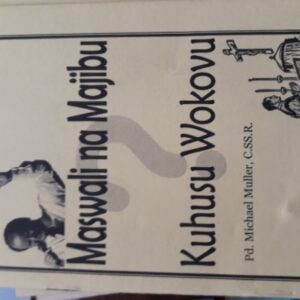 Maswali na Majibu
?
Kuhusu Wokovu
Pd. Michael Muller, C.SS.R.